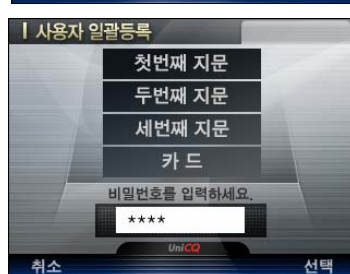 사용자 일괄등록
첫번째 지문
두번째 지문
세번째 지문
카 드
비밀번호를 입력하세요.
****
UniCQ
취소
선택